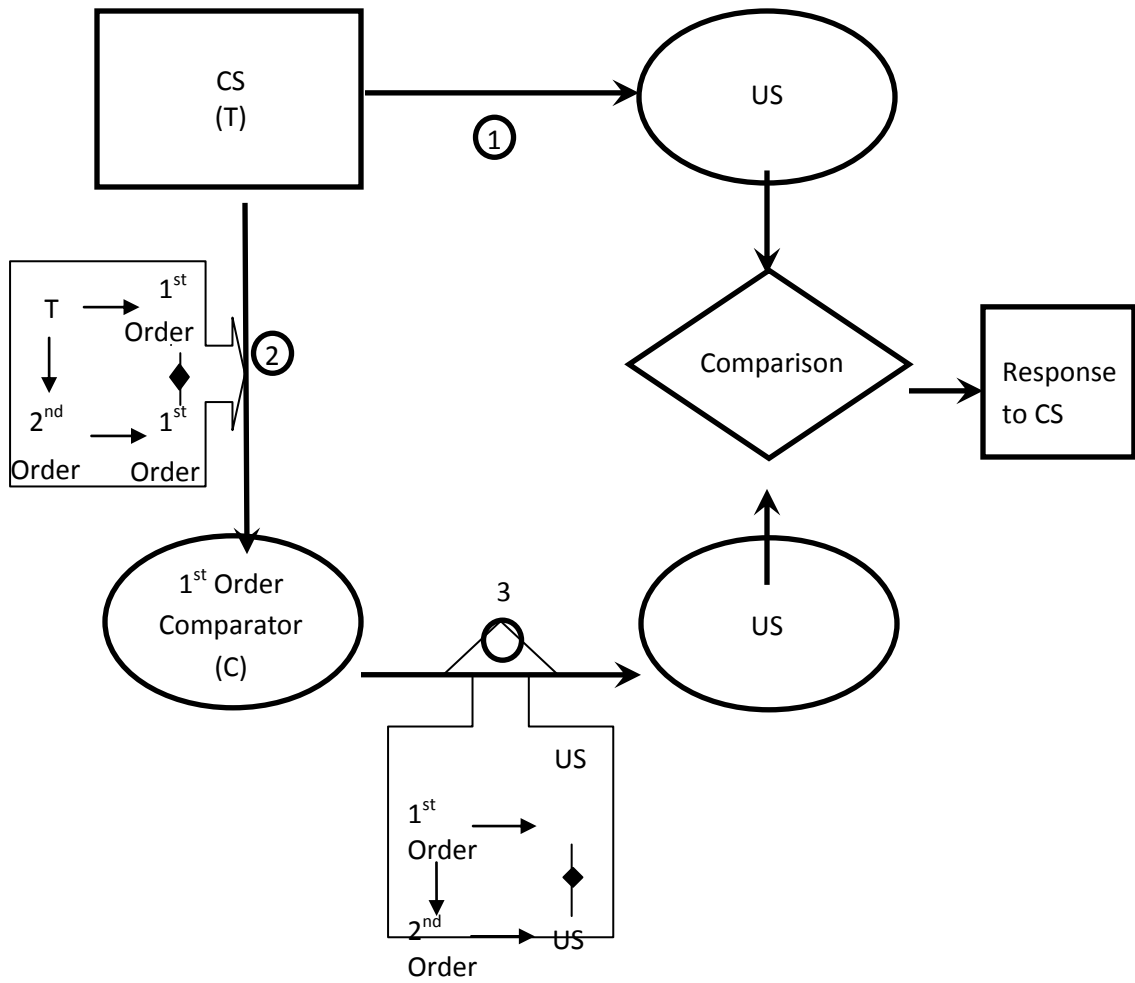 CS
(T)
US
1
1st
T
Order
2
2nd
1st
Order
Order
Comparison
Response
to CS
1st Order
Comparator
(C)
3
US
US
1st
Order
2nd
US
Order